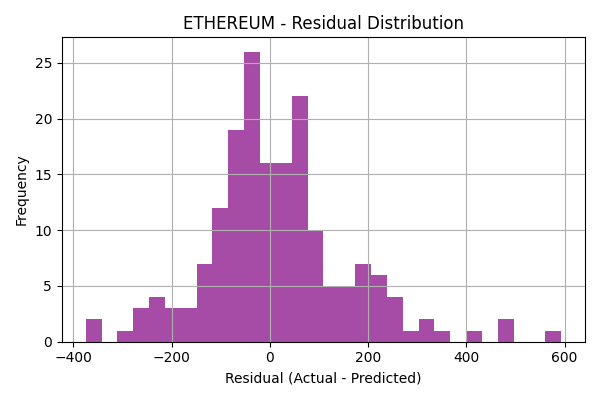 ETHEREUM - Residual Distribution
Frequency
25
20
15
10
5
0
−400 −200 0 200 400 600
Residual (Actual - Predicted)